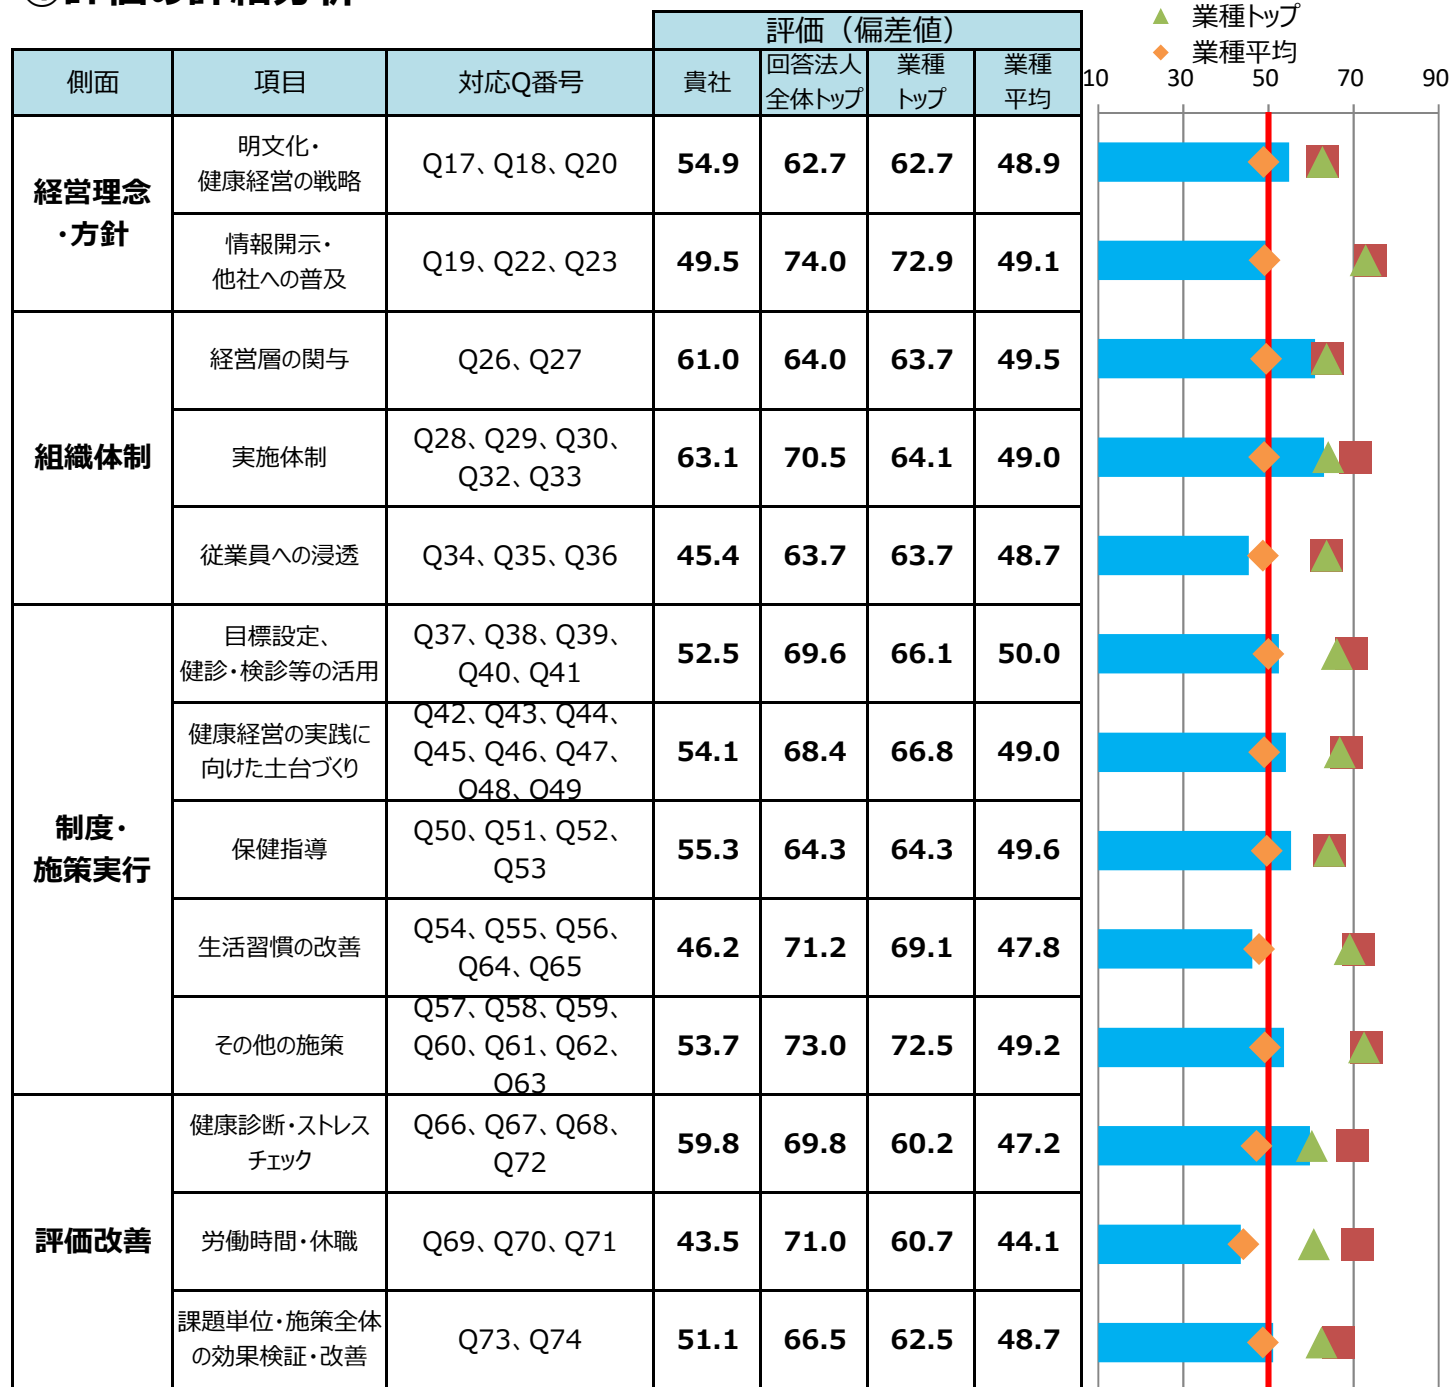 評価（偏差値）
▲ 業種トップ
◆ 業種平均
側面 項目 対応Q番号 貴社 回答法人 業種 業種
全体トップ トップ 平均
10 30 50 70 90
経営理念
・方針
明文化・
健康経営の戦略
Q17、Q18、Q20 54.9 62.7 62.7 48.9
情報開示・
他社への普及
Q19、Q22、Q23 49.5 74.0 72.9 49.1
組織体制
経営層の関与 Q26、Q27 61.0 64.0 63.7 49.5
実施体制
Q28、Q29、Q30、
Q32、Q33
63.1 70.5 64.1 49.0
従業員への浸透 Q34、Q35、Q36 45.4 63.7 63.7 48.7
制度・
施策実行
目標設定、
健診・検診等の活用
Q37、Q38、Q39、
Q40、Q41
52.5 69.6 66.1 50.0
健康経営の実践に
向けた土台づくり
Q42、Q43、Q44、
Q45、Q46、Q47、
Q48、Q49
54.1 68.4 66.8 49.0
保健指導
Q50、Q51、Q52、
Q53
55.3 64.3 64.3 49.6
生活習慣の改善
Q54、Q55、Q56、
Q64、Q65
46.2 71.2 69.1 47.8
その他の施策
Q57、Q58、Q59、
Q60、Q61、Q62、
Q63
53.7 73.0 72.5 49.2
評価改善
健康診断・ストレス
チェック
Q66、Q67、Q68、
Q72
59.8 69.8 60.2 47.2
労働時間・休職 Q69、Q70、Q71 43.5 71.0 60.7 44.1
課題単位・施策全体
の効果検証・改善
Q73、Q74 51.1 66.5 62.5 48.7